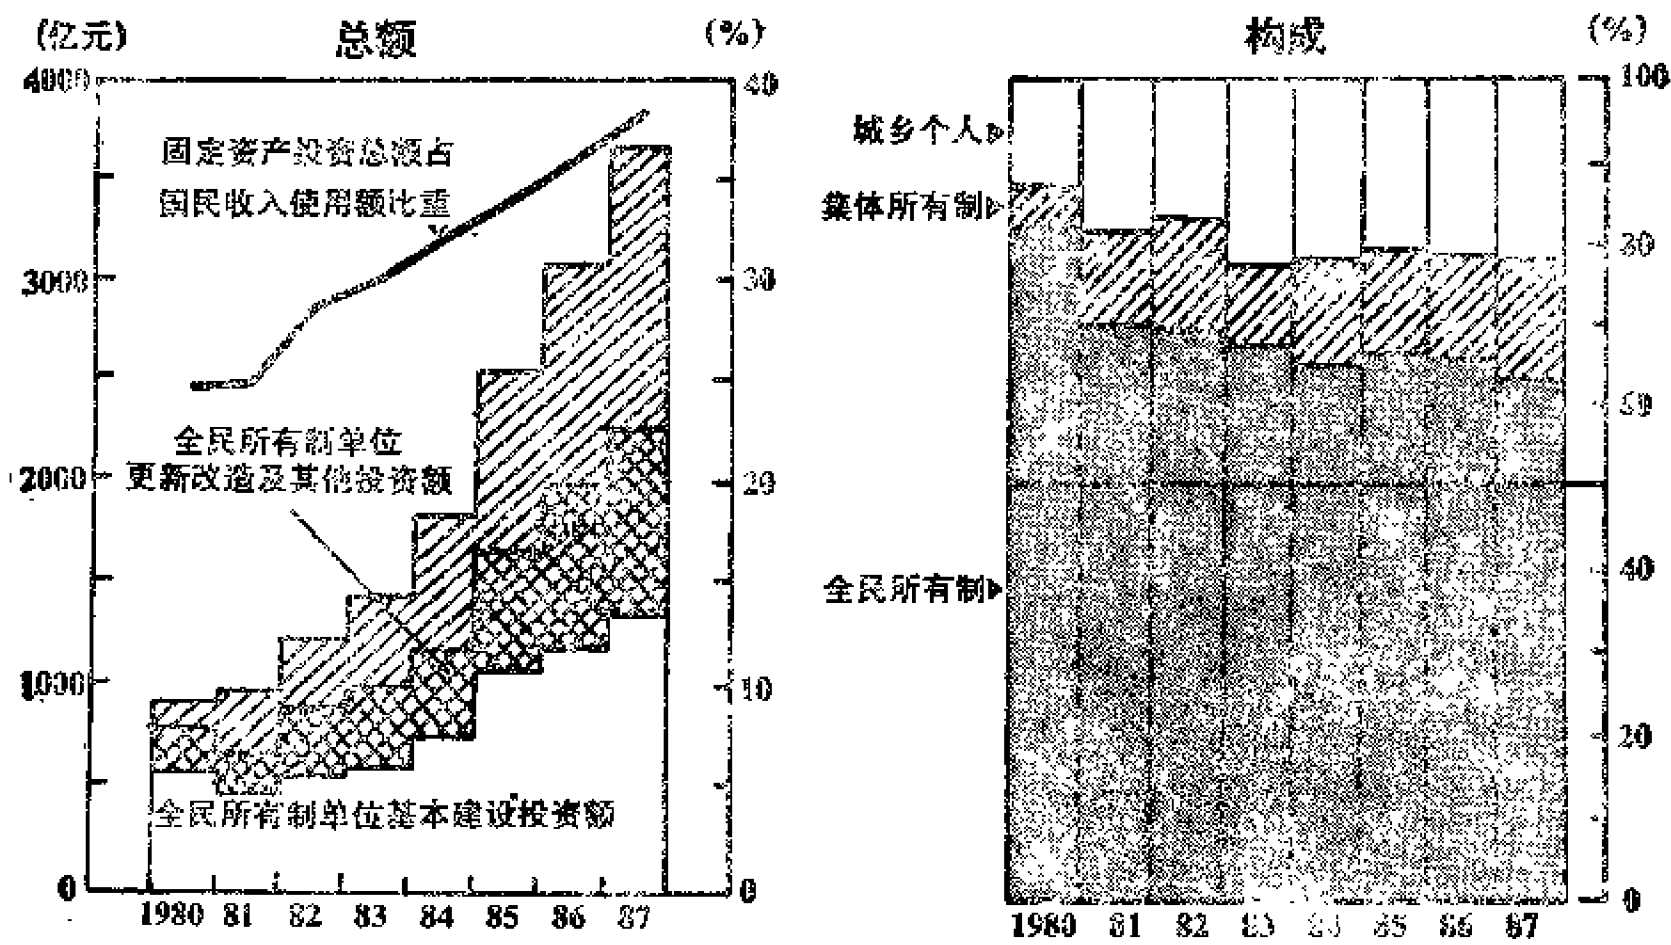 (亿元)
总额
(%)
4000
3000
2000
1000
0
40
30
20
10
0
固定资产投资总额占
国民收入使用额比重
全民所有制单位
更新改造及其他投资额
全民所有制单位基本建设投资额
1980 81 82 83 84 85 86 87
构成
(%)
城乡个人
集体所有制
全民所有制
100
80
60
40
20
0
1980 81 82 83 84 85 86 87